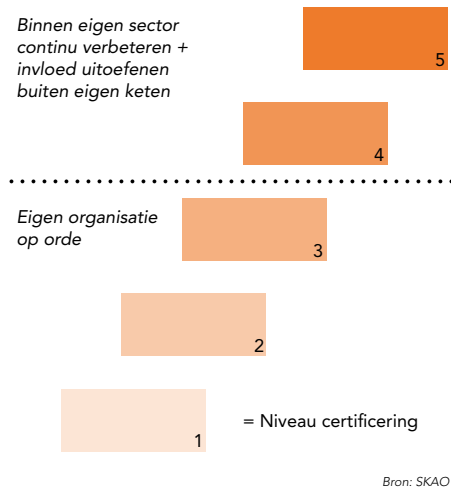 Binnen eigen sector
continu verbeteren +
invloed uitoefenen
buiten eigen keten
5
4
Eigen organisatie
op orde
3
2
1
= Niveau certificering
Bron: SKAO